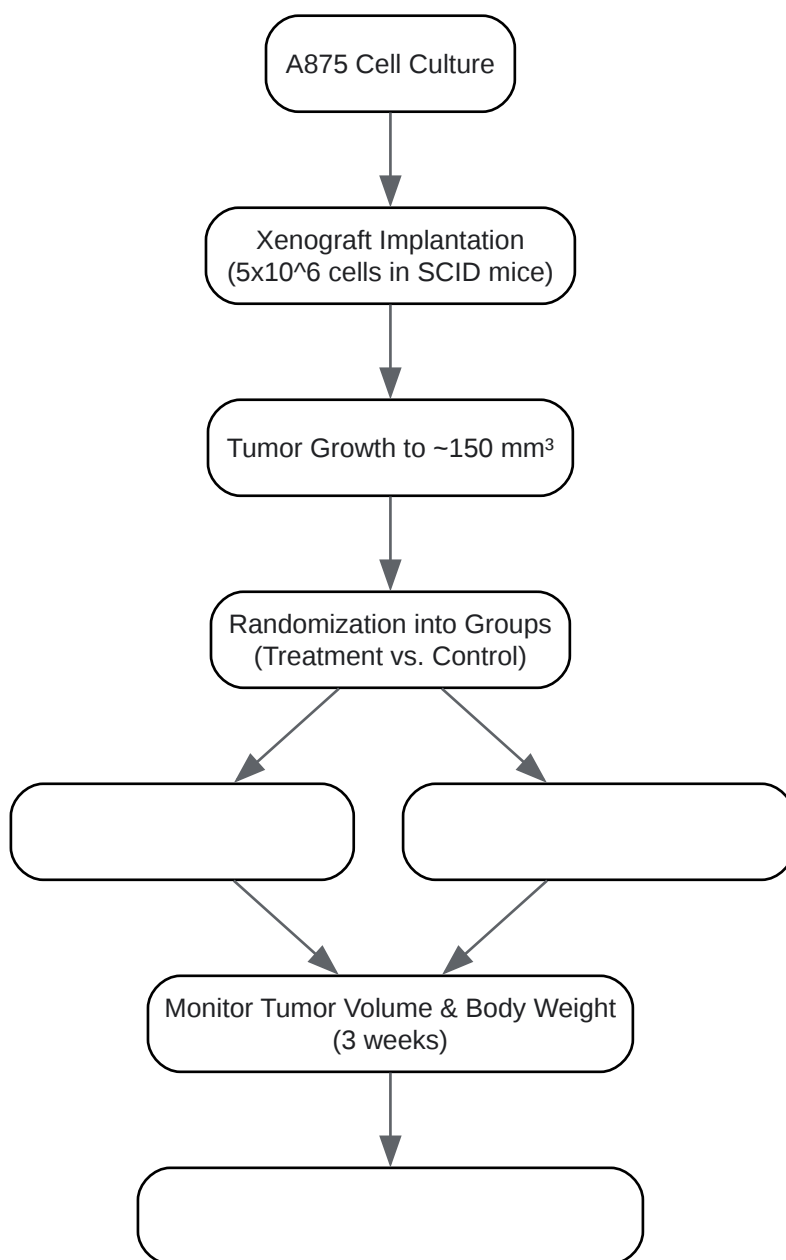 A875 Cell Culture
Xenograft Implantation
(5x10^6 cells in SCID mice)
Tumor Growth to ~150 mm³
Randomization into Groups
(Treatment vs. Control)
Monitor Tumor Volume & Body Weight
(3 weeks)